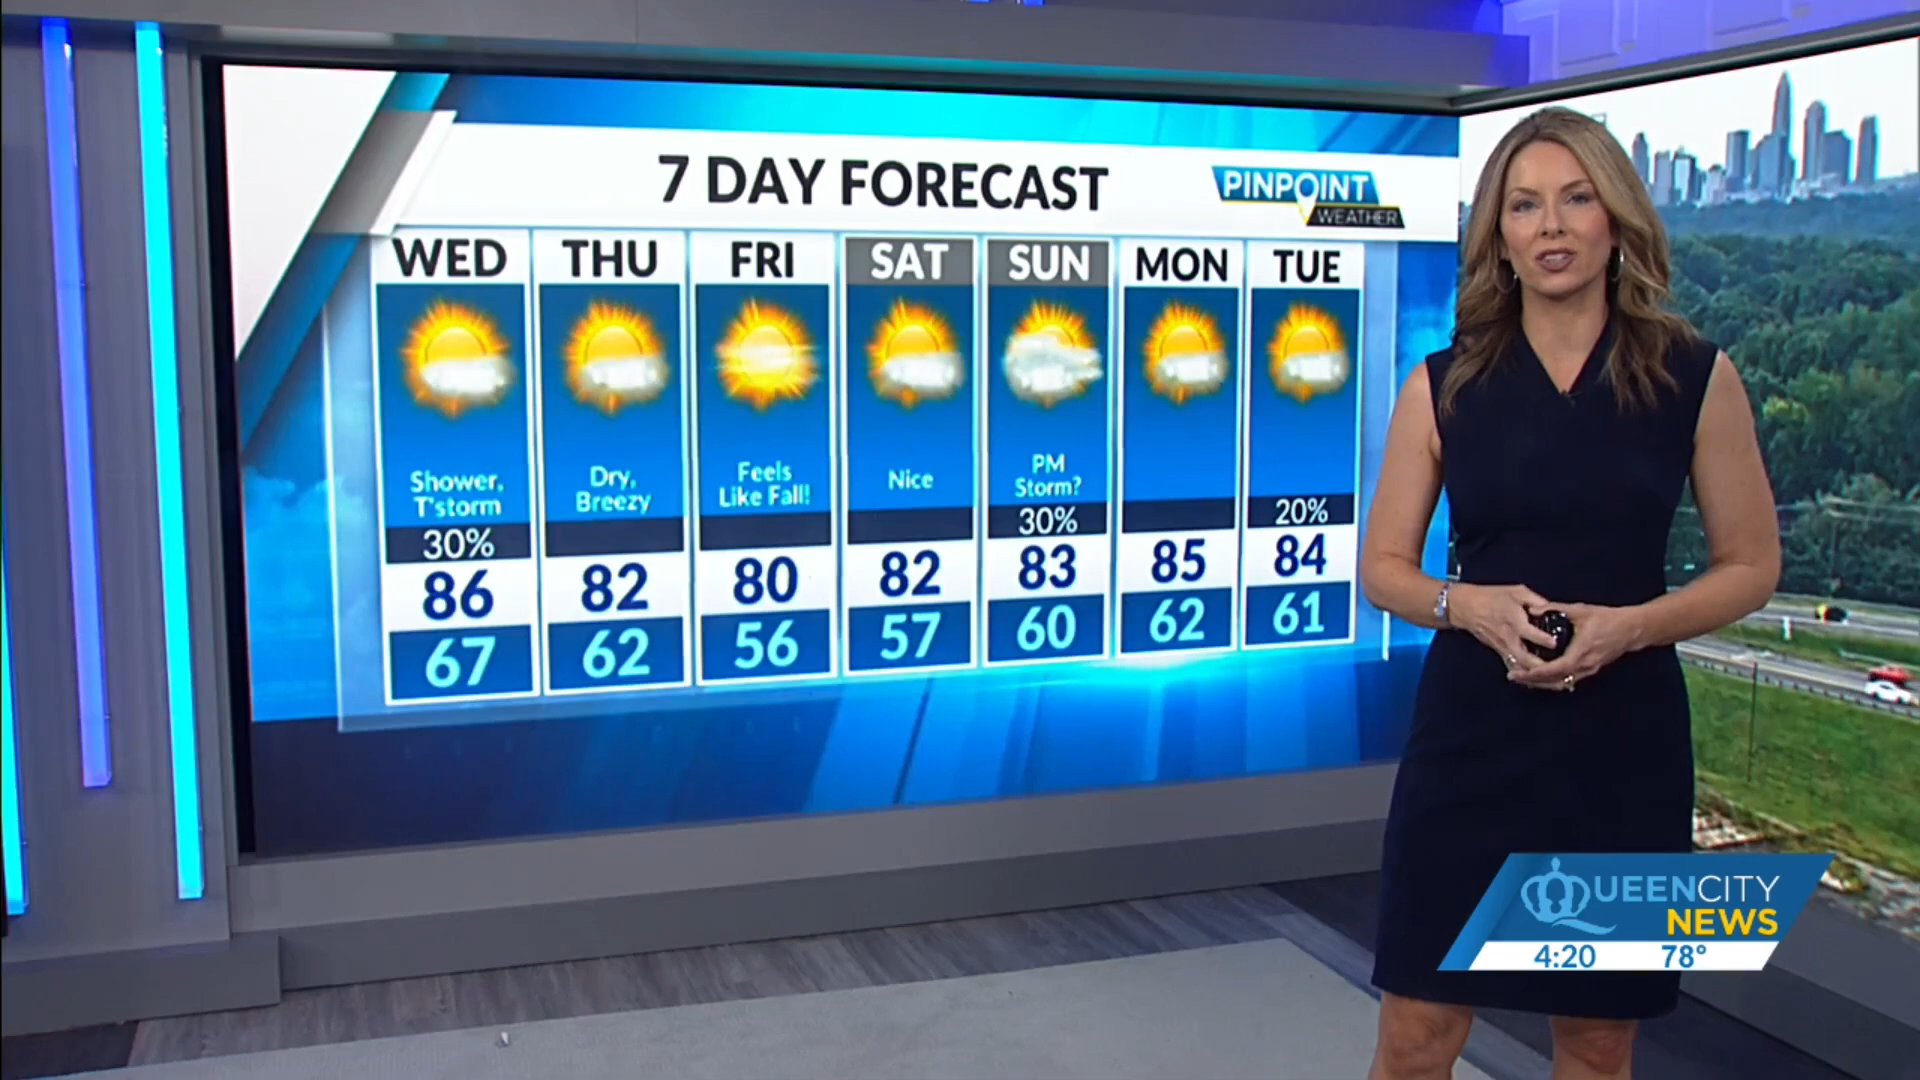 7 DAY FORECAST
PINPOINT
WEATHER
WED THU FRI SAT SUN MON TUE
Shower, T'storm
Dry, Breezy
Feels Like Fall!
Nice
PM Storm?
30% 30% 20%
86 82 80 82 83 85 84
67 62 56 57 60 62 61
QUEENCITY
NEWS
4:20 78°